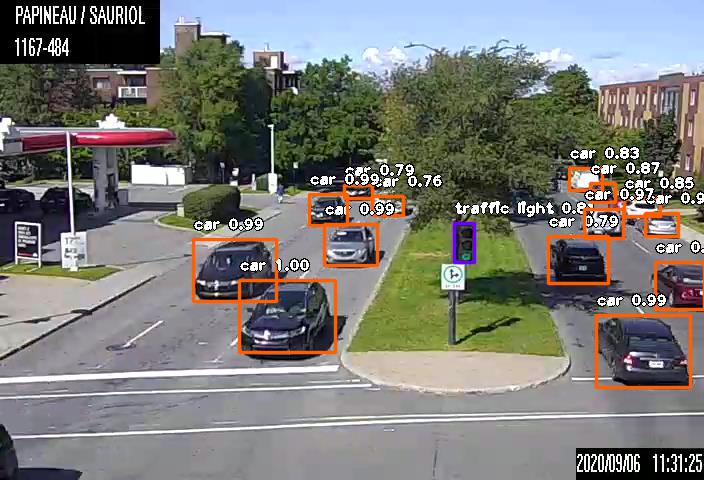 PAPINEAU / SAURIOL
1167-484
car 0.83
car 0.79
car 0.87
car 0.99
car 0.76
car 0.85
car 0.97
car 0.99
traffic light
car 0.99
car 0.79
car 1.00
car 0.99
2020/09/06 11:31:25